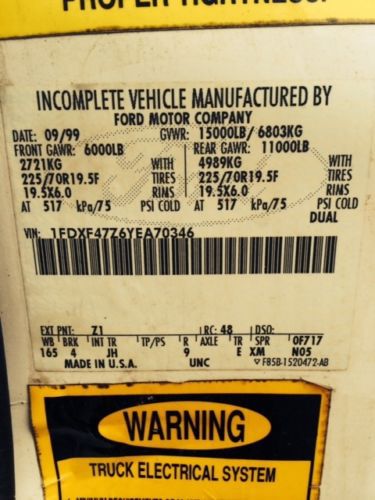 PROPER TIGHTNESS.
INCOMPLETE VEHICLE MANUFACTURED BY
FORD MOTOR COMPANY
DATE: 09/99 GVWR: 15000LB/ 6803KG
FRONT GAWR: 6000LB REAR GAWR: 11000LB
2721KG WITH 4989KG WITH
225/70R19.5F TIRES 225/70R19.5F TIRES
19.5X6.0 RIMS 19.5X6.0 RIMS
AT 517 kPa/75 PSI COLD AT 517 kPa/75 PSI COLD
DUAL
VIN: 1FDXF47Z6YEA70346
EXT PNT: Z1 RC: 48 DSO:
WB BRK INT TR TP/PS R AXLE TR SPR 0F717
165 4 JH 9 E XM N05
MADE IN U.S.A. UNC F85B-1520472-AB
WARNING
TRUCK ELECTRICAL SYSTEM